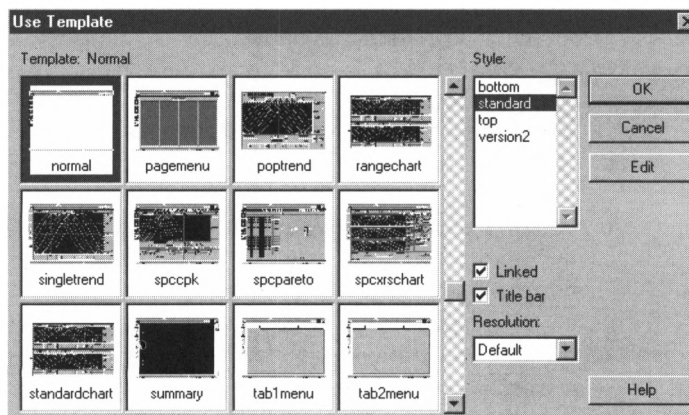 Use Template
Template: Normal
Style:
normal
pagemenu
poptrend
rangechart
bottom
standard
top
version2
OK
Cancel
Edit
singletrend
spccpk
spcpareto
spcxrschart
Linked
Title bar
Resolution:
Default
standardchart
summary
tab1menu
tab2menu
Help